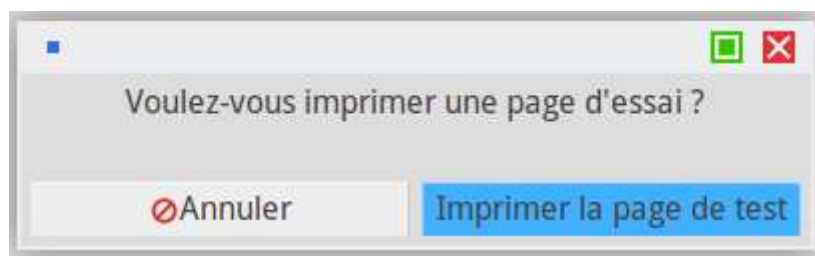 Voulez-vous imprimer une page d'essai ?
Annuler
Imprimer la page de test